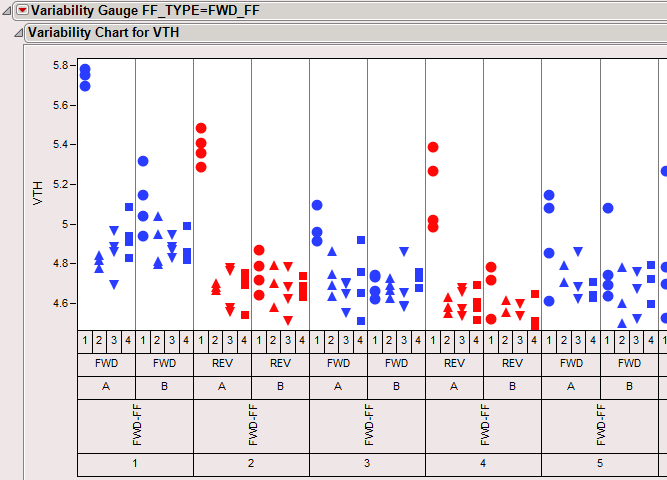 Variability Gauge FF_TYPE=FWD_FF
Variability Chart for VTH
VTH
5.8
5.6
5.4
5.2
5
4.8
4.6
1 2 3 4 1 2 3 4 1 2 3 4 1 2 3 4 1 2 3 4 1 2 3 4 1 2 3 4 1 2 3 4 1 2 3 4 1 2 3 4 1
FWD FWD REV REV FWD FWD REV REV FWD FWD
A B A B A B A B A B
FWD-FF FWD-FF FWD-FF FWD-FF FWD-FF
1 2 3 4 5